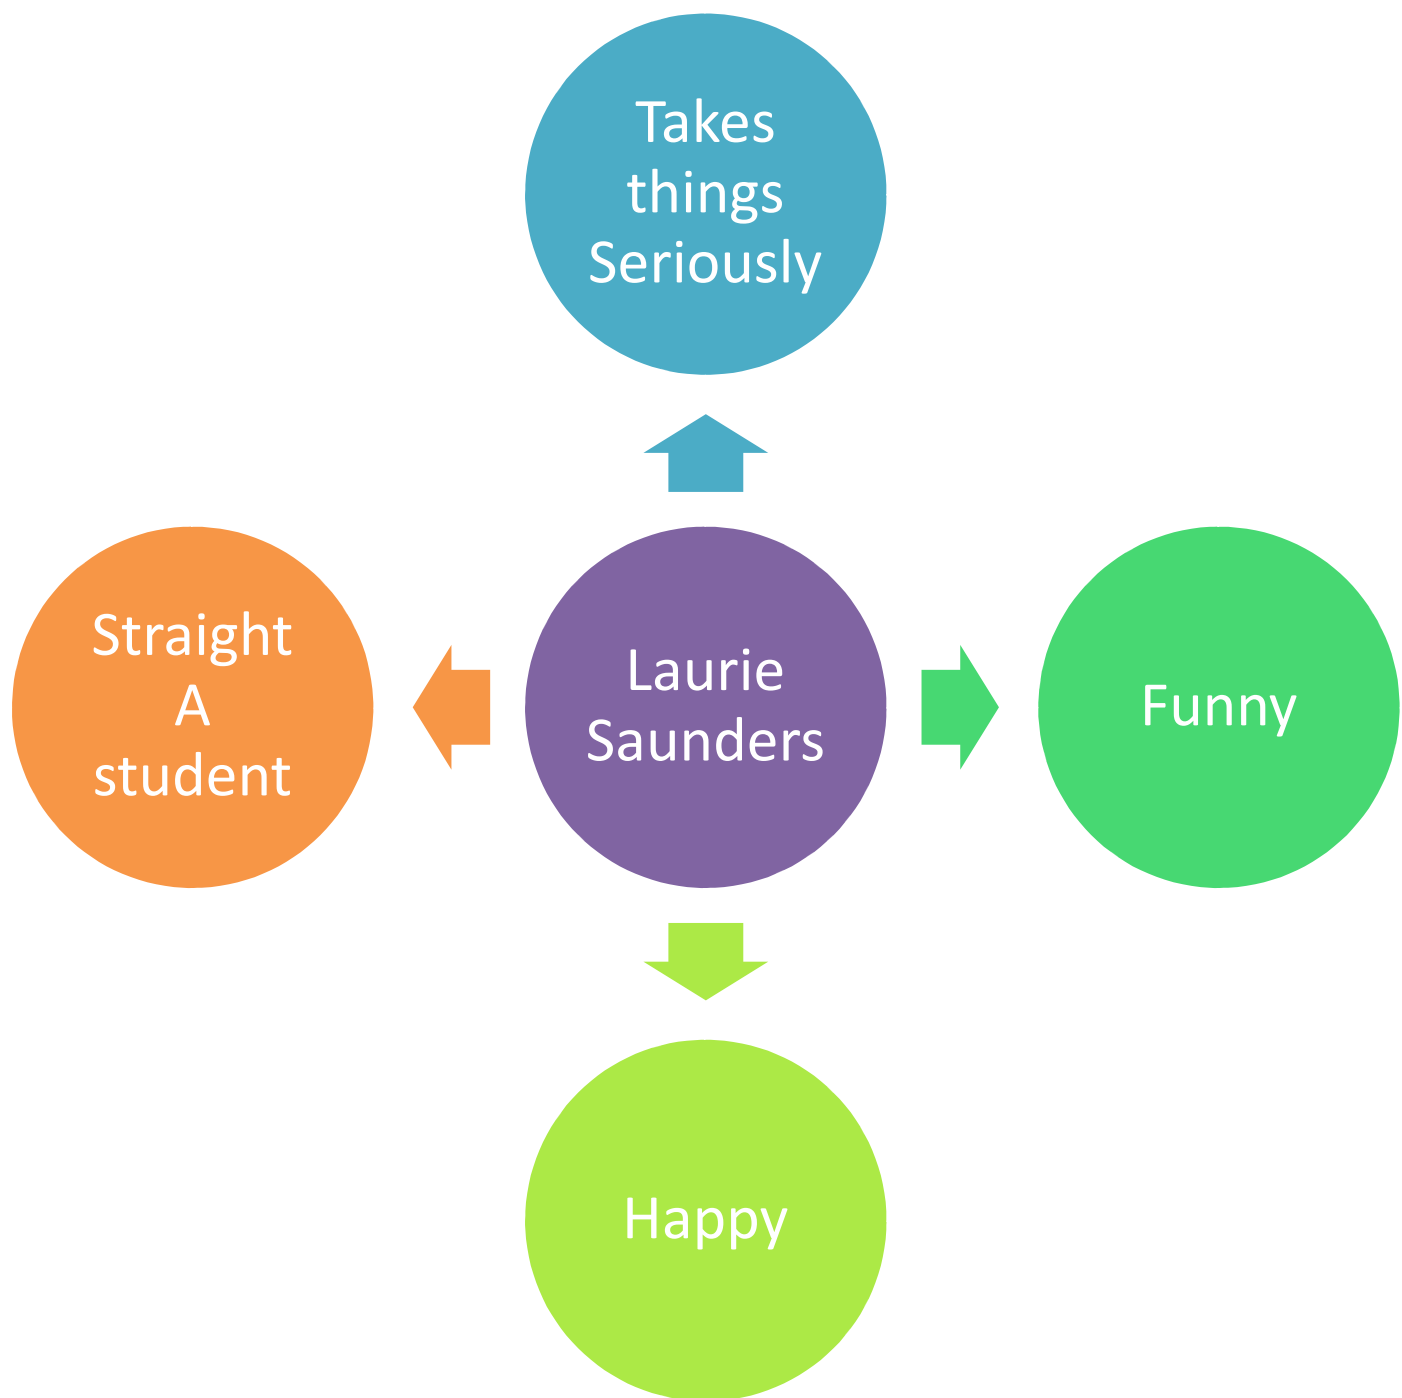 Takes
things
Seriously
Straight
A
student
Laurie
Saunders
Funny
Happy